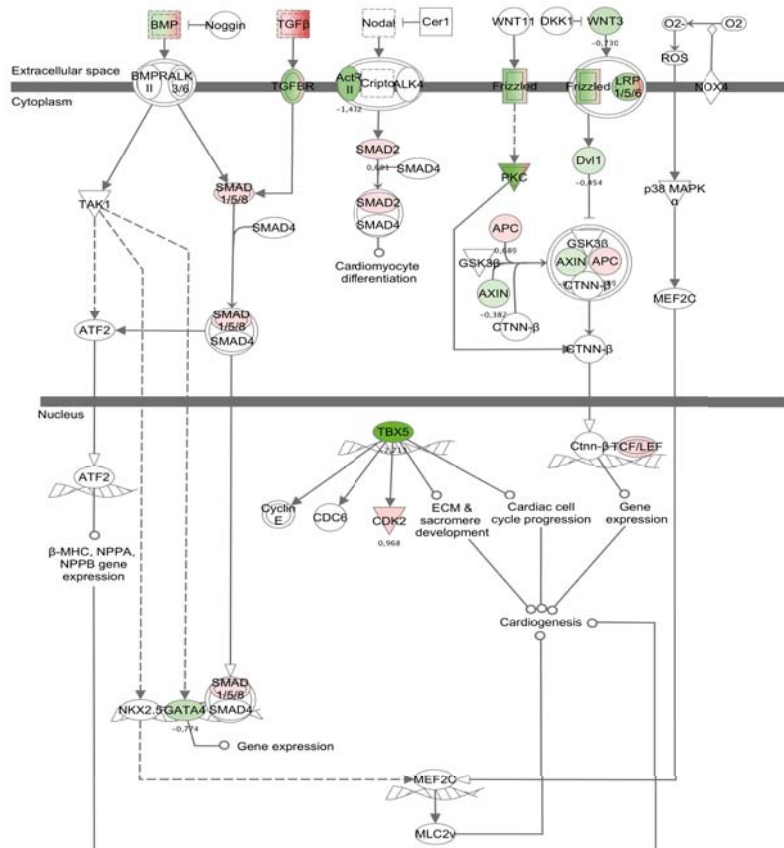 BMP
Noggin
TGFβ
Nodal
Cer1
WNT11
DKK1
WNT3
-0,730
O2-
O2
ROS
Extracellular space
Cytoplasm
BMPR
II
ALK
3/6
TGFBR
ActR
II
-1,412
Cripto
ALK4
Frizzled
Frizzled
LRP
1/5/6
NOX4
SMAD2
SMAD4
PKC
Dvl1
-0,454
p38 MAPK
α
TAK1
SMAD
1/5/8
SMAD4
SMAD2
SMAD4
Cardiomyocyte
differentiation
APC
0,689
GSK3β
AXIN
-0,382
CTNN-β
GSK3β
AXIN
APC
CTNN-β
MEF2C
ATF2
SMAD
1/5/8
SMAD4
CTNN-β
Nucleus
TBX5
Ctnn-β
TCF/LEF
ATF2
Cyclin
E
CDC6
CDK2
0,968
ECM &
sacromere
development
Cardiac cell
cycle progression
Gene
expression
β-MHC, NPPA,
NPPB gene
expression
Cardiogenesis
SMAD
1/5/8
SMAD4
NKX2.5
GATA4
-0,774
Gene expression
MEF2C
MLC2v